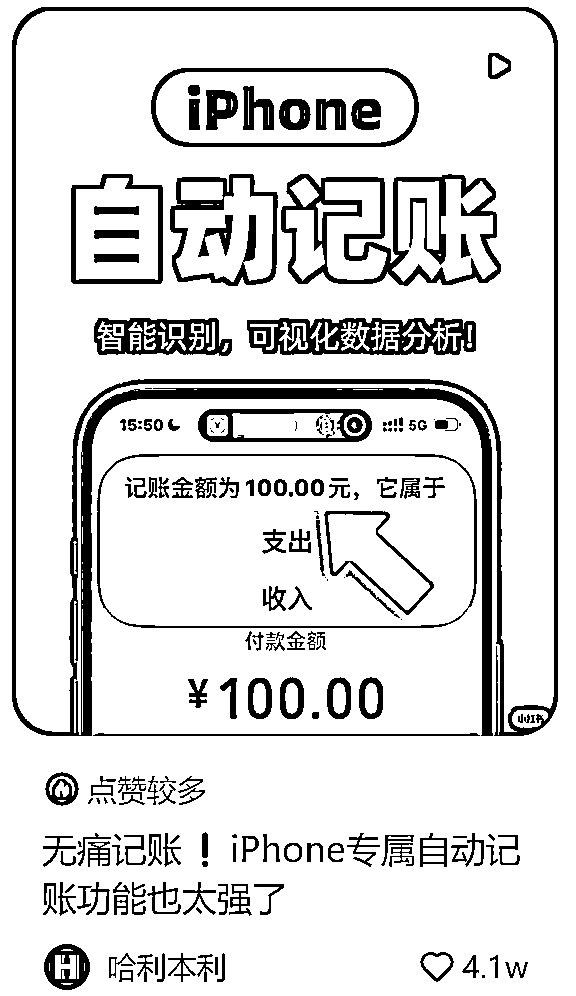 iPhone
自动记账
智能识别，可视化数据分析！
15:50 5G
记账金额为100.00元，它属于
支出
收入
付款金额
¥100.00
小红书
点赞较多
无痛记账❗iPhone专属自动记
账功能也太强了
H 哈利本利 4.1w